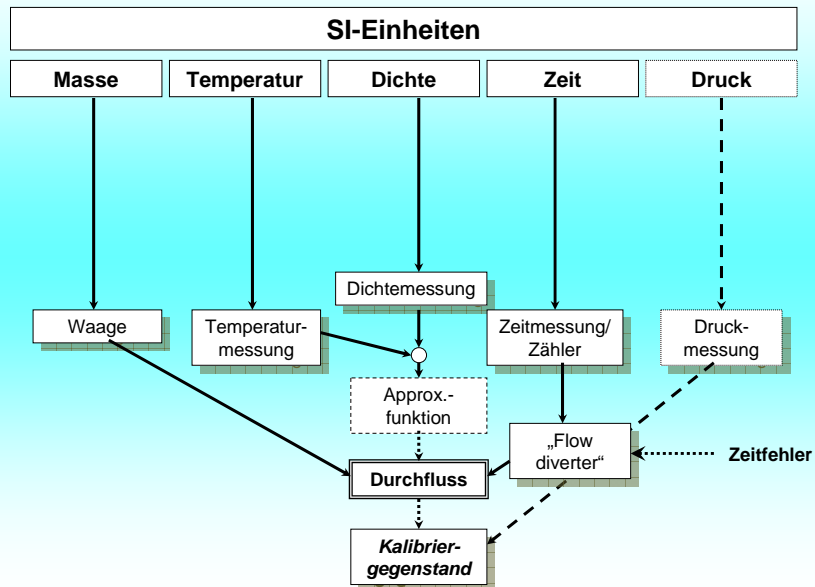 SI-Einheiten
Masse
Temperatur
Dichte
Zeit
Druck
Dichtemessung
Waage
Temperatur-
messung
Zeitmessung/
Zähler
Druck-
messung
Approx.-
funktion
„Flow
diverter“
Zeitfehler
Durchfluss
Kalibrier-
gegenstand